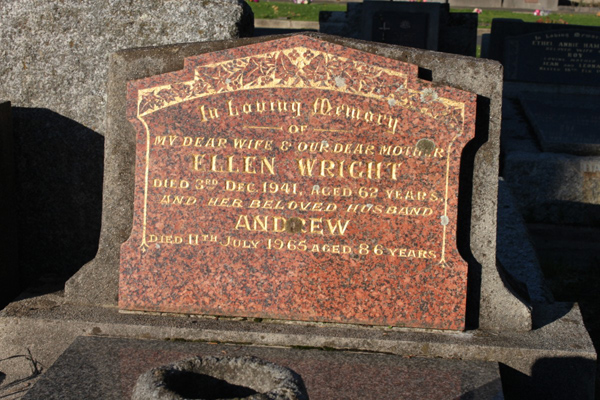 In Loving Memory
OF
MY DEAR WIFE & OUR DEAR MOTHER
ELLEN WRIGHT
DIED 3RD DEC. 1941, AGED 62 YEARS.
AND HER BELOVED HUSBAND
ANDREW
DIED 11TH JULY 1965 AGED 86 YEARS.